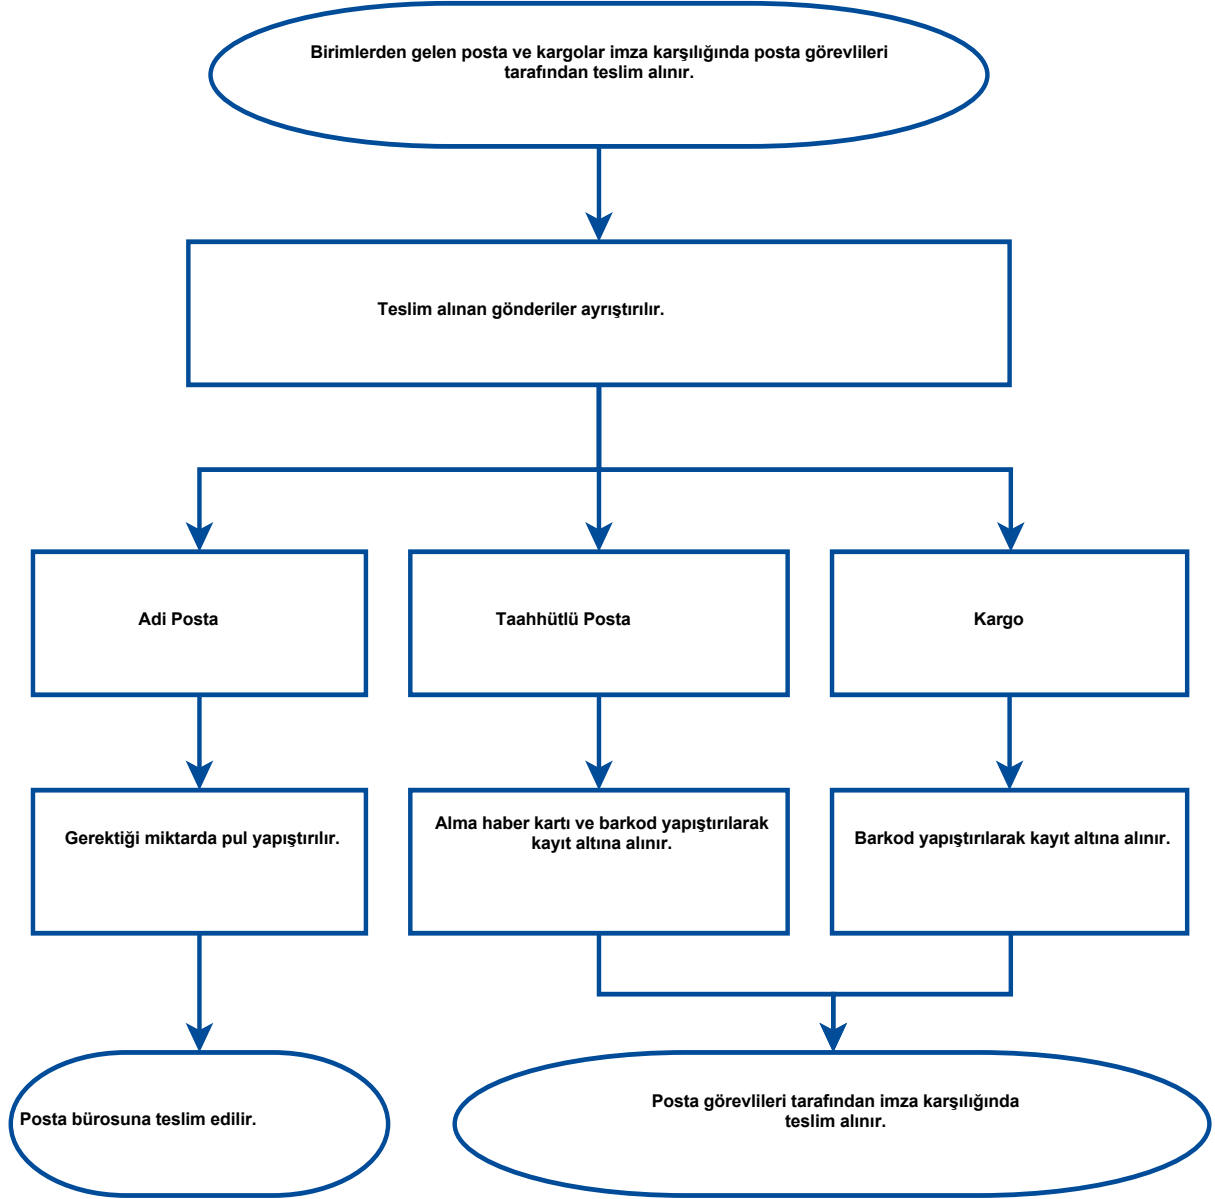 Birimlerden gelen posta ve kargolar imza karşılığında posta görevlileri
tarafından teslim alınır.
Teslim alınan gönderiler ayrıştırılır.
Adi Posta
Taahhütlü Posta
Kargo
Gerektiği miktarda pul yapıştırılır.
Alma haber kartı ve barkod yapıştırılarak
kayıt altına alınır.
Barkod yapıştırılarak kayıt altına alınır.
Posta bürosuna teslim edilir.
Posta görevlileri tarafından imza karşılığında
teslim alınır.